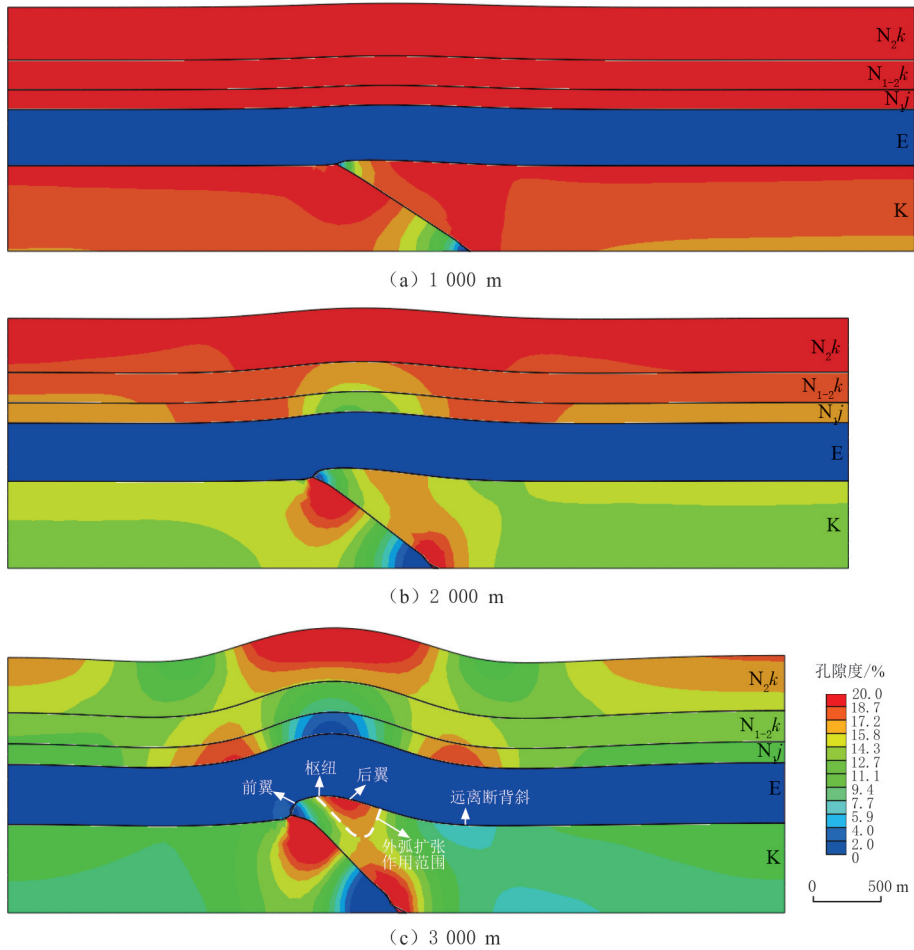 N₂k
N₁₋₂k
N₁j
E
K
(a) 1 000 m
N₂k
N₁₋₂k
N₁j
E
K
(b) 2 000 m
孔隙度/%
20.0
18.7
17.2
15.8
14.3
12.7
11.1
9.4
7.7
5.9
4.0
2.0
0
N₂k
N₁₋₂k
N₁j
E
枢纽
后翼
前翼
远离断背斜
外弧扩张
作用范围
K
0 500 m
(c) 3 000 m